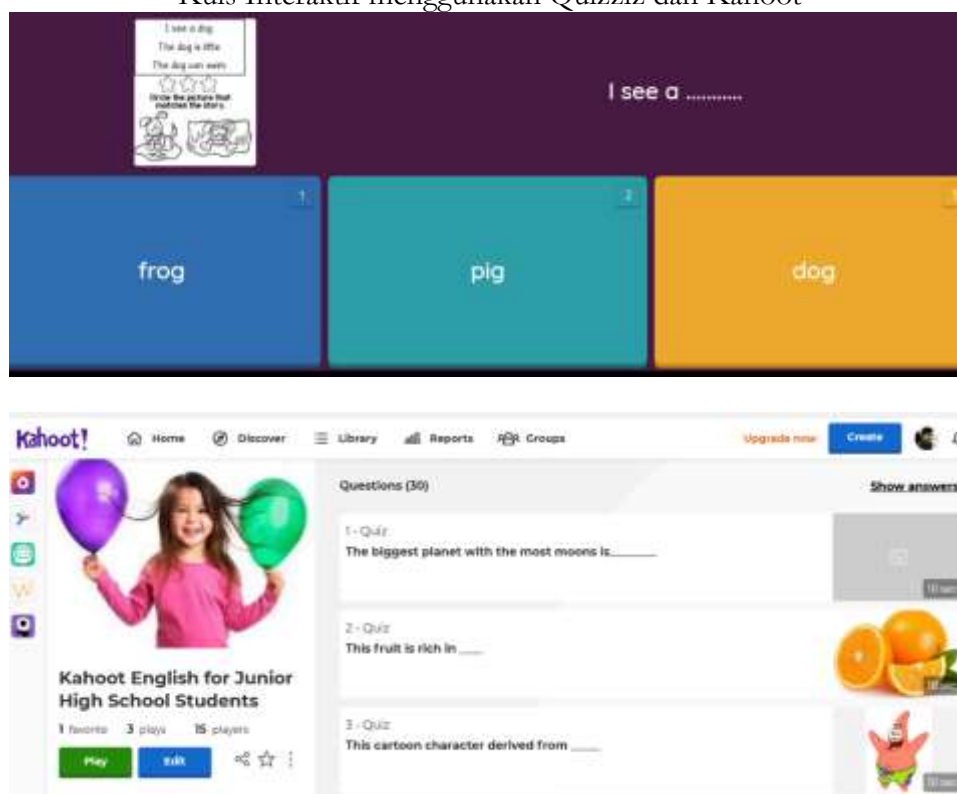 Kuis Interaktif menggunakan Quizziz dan Kahoot
I see a dog
The dog is little
The dog can swim
Circle the picture that
matches the story.
I see a ...........
1
2
frog
pig
dog
Kahoot!
Home
Discover
Library
Reports
Groups
Upgrade now
Create
Questions (30)
Show answers
1 - Quiz
The biggest planet with the most moons is______
2 - Quiz
This fruit is rich in ____
3 - Quiz
This cartoon character derived from ____
Kahoot English for Junior
High School Students
1 favorite 3 plays 15 players
Play
Edit